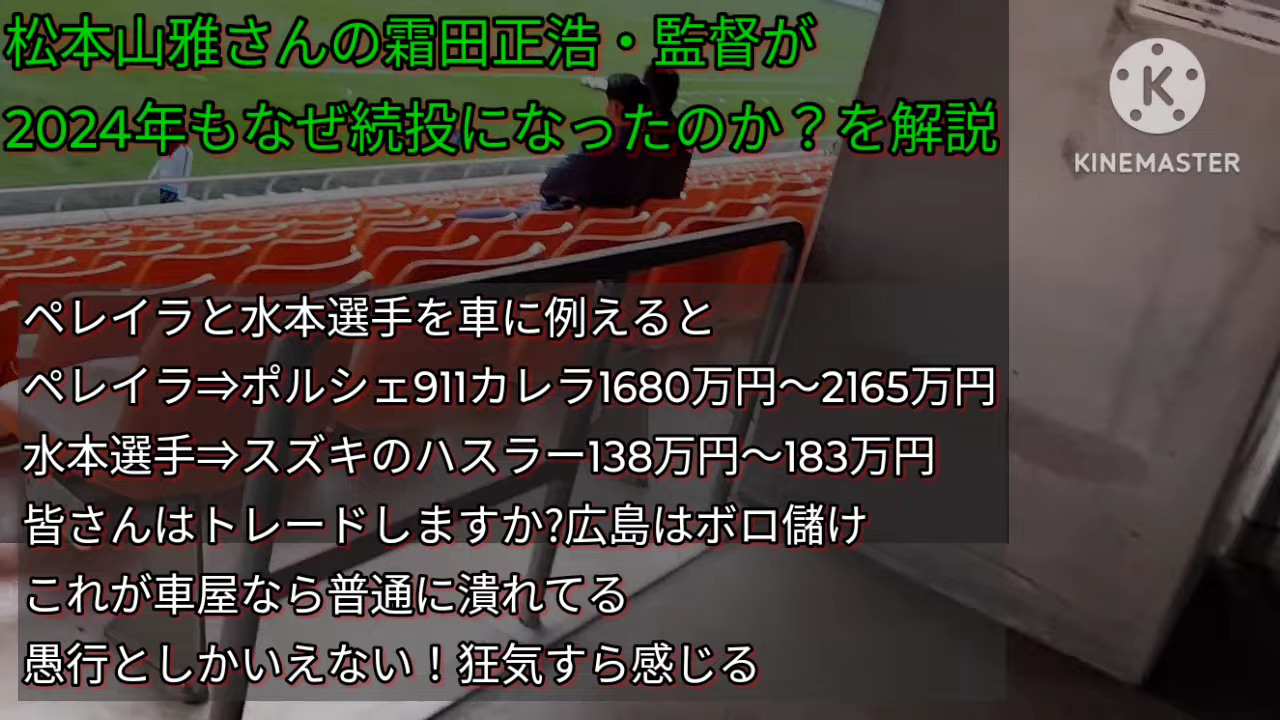 松本山雅さんの霜田正浩・監督が
2024年もなぜ続投になったのか？を解説
KINEMASTER
ペレイラと水本選手を車に例えると
ペレイラ⇒ポルシェ911カレラ1680万円～2165万円
水本選手⇒スズキのハスラー138万円～183万円
皆さんはトレードしますか?広島はボロ儲け
これが車屋なら普通に潰れてる
愚行としかいえない！狂気すら感じる